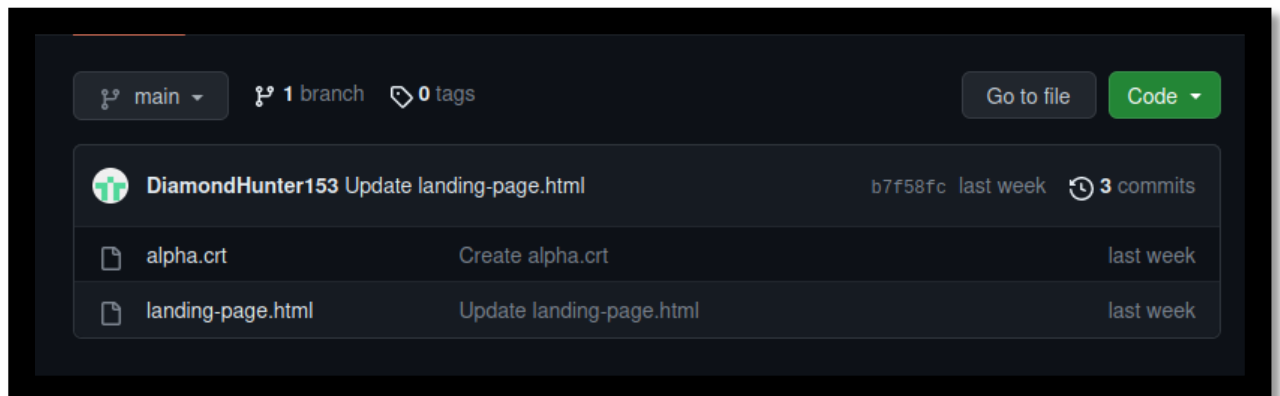 main 1 branch 0 tags Go to file Code
DiamondHunter153 Update landing-page.html b7f58fc last week 3 commits
alpha.crt Create alpha.crt last week
landing-page.html Update landing-page.html last week